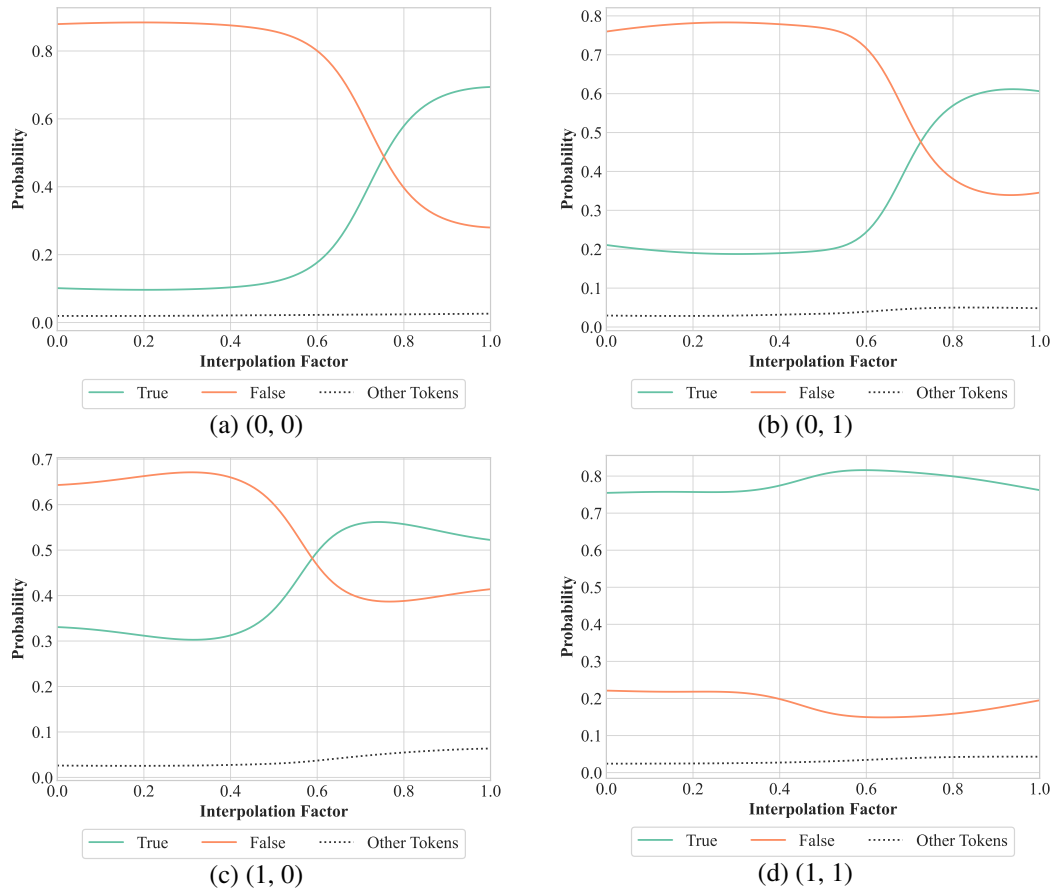 0.8
0.6
0.4
0.2
0.0
Probability
0.0 0.2 0.4 0.6 0.8 1.0
Interpolation Factor
True False Other Tokens
(a) (0, 0)
0.8
0.7
0.6
0.5
0.4
0.3
0.2
0.1
0.0
Probability
0.0 0.2 0.4 0.6 0.8 1.0
Interpolation Factor
True False Other Tokens
(b) (0, 1)
0.7
0.6
0.5
0.4
0.3
0.2
0.1
0.0
Probability
0.0 0.2 0.4 0.6 0.8 1.0
Interpolation Factor
True False Other Tokens
(c) (1, 0)
0.8
0.7
0.6
0.5
0.4
0.3
0.2
0.1
0.0
Probability
0.0 0.2 0.4 0.6 0.8 1.0
Interpolation Factor
True False Other Tokens
(d) (1, 1)